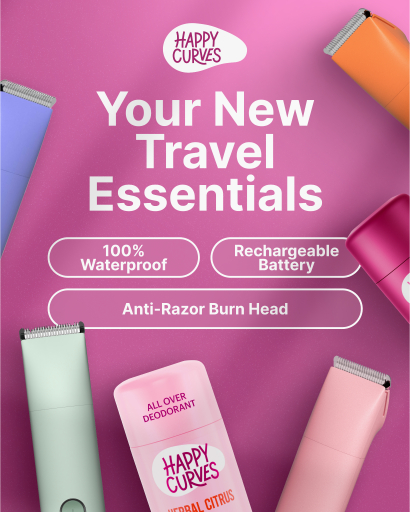 HAPPY
CURVES
Your New
Travel
Essentials
100%
Waterproof
Rechargeable
Battery
Anti-Razor Burn Head
ALL OVER
DEODORANT
HAPPY
CURVES
HERBAL CITRUS